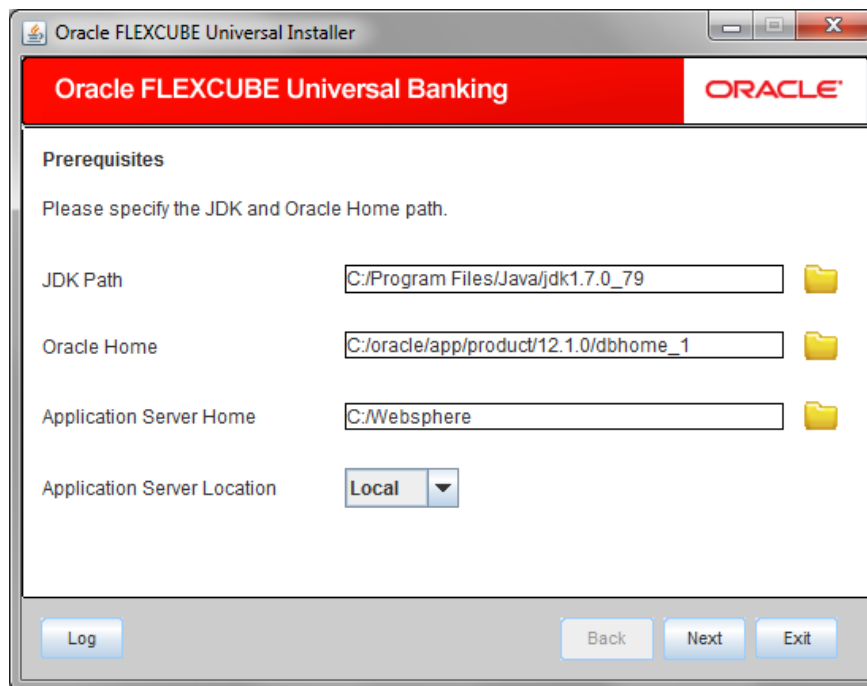 Oracle FLEXCUBE Universal Installer
Oracle FLEXCUBE Universal Banking
ORACLE
Prerequisites
Please specify the JDK and Oracle Home path.
JDK Path C:/Program Files/Java/jdk1.7.0_79
Oracle Home C:/oracle/app/product/12.1.0/dbhome_1
Application Server Home C:/Websphere
Application Server Location Local
Log Back Next Exit